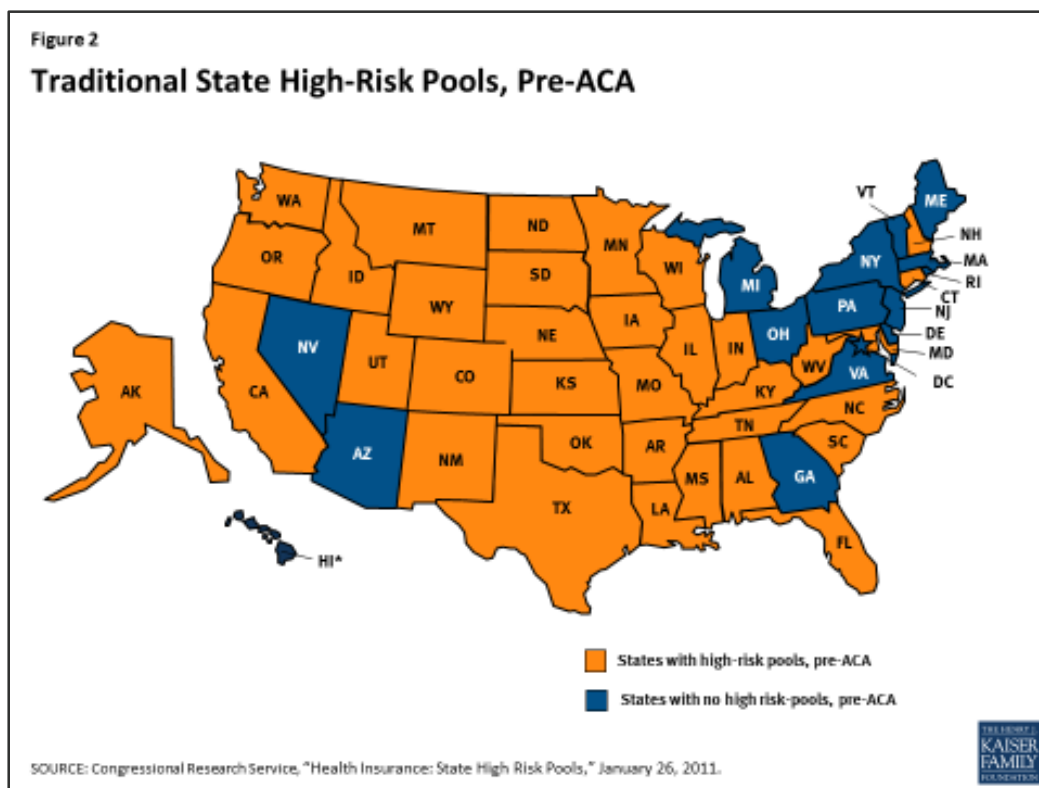 Figure 2
Traditional State High-Risk Pools, Pre-ACA
WA
MT
ND
MN
VT
ME
NH
OR
ID
SD
WI
MI
NY
MA
RI
CT
WY
IA
PA
NJ
NV
NE
OH
DE
UT
CO
IL
IN
WV
MD
VA
DC
AK
CA
KS
MO
KY
NC
AZ
NM
OK
AR
TN
SC
MS
AL
GA
TX
LA
FL
HI*
States with high-risk pools, pre-ACA
States with no high risk-pools, pre-ACA
SOURCE: Congressional Research Service, "Health Insurance: State High Risk Pools," January 26, 2011.
THE HENRY J.
KAISER
FAMILY
FOUNDATION